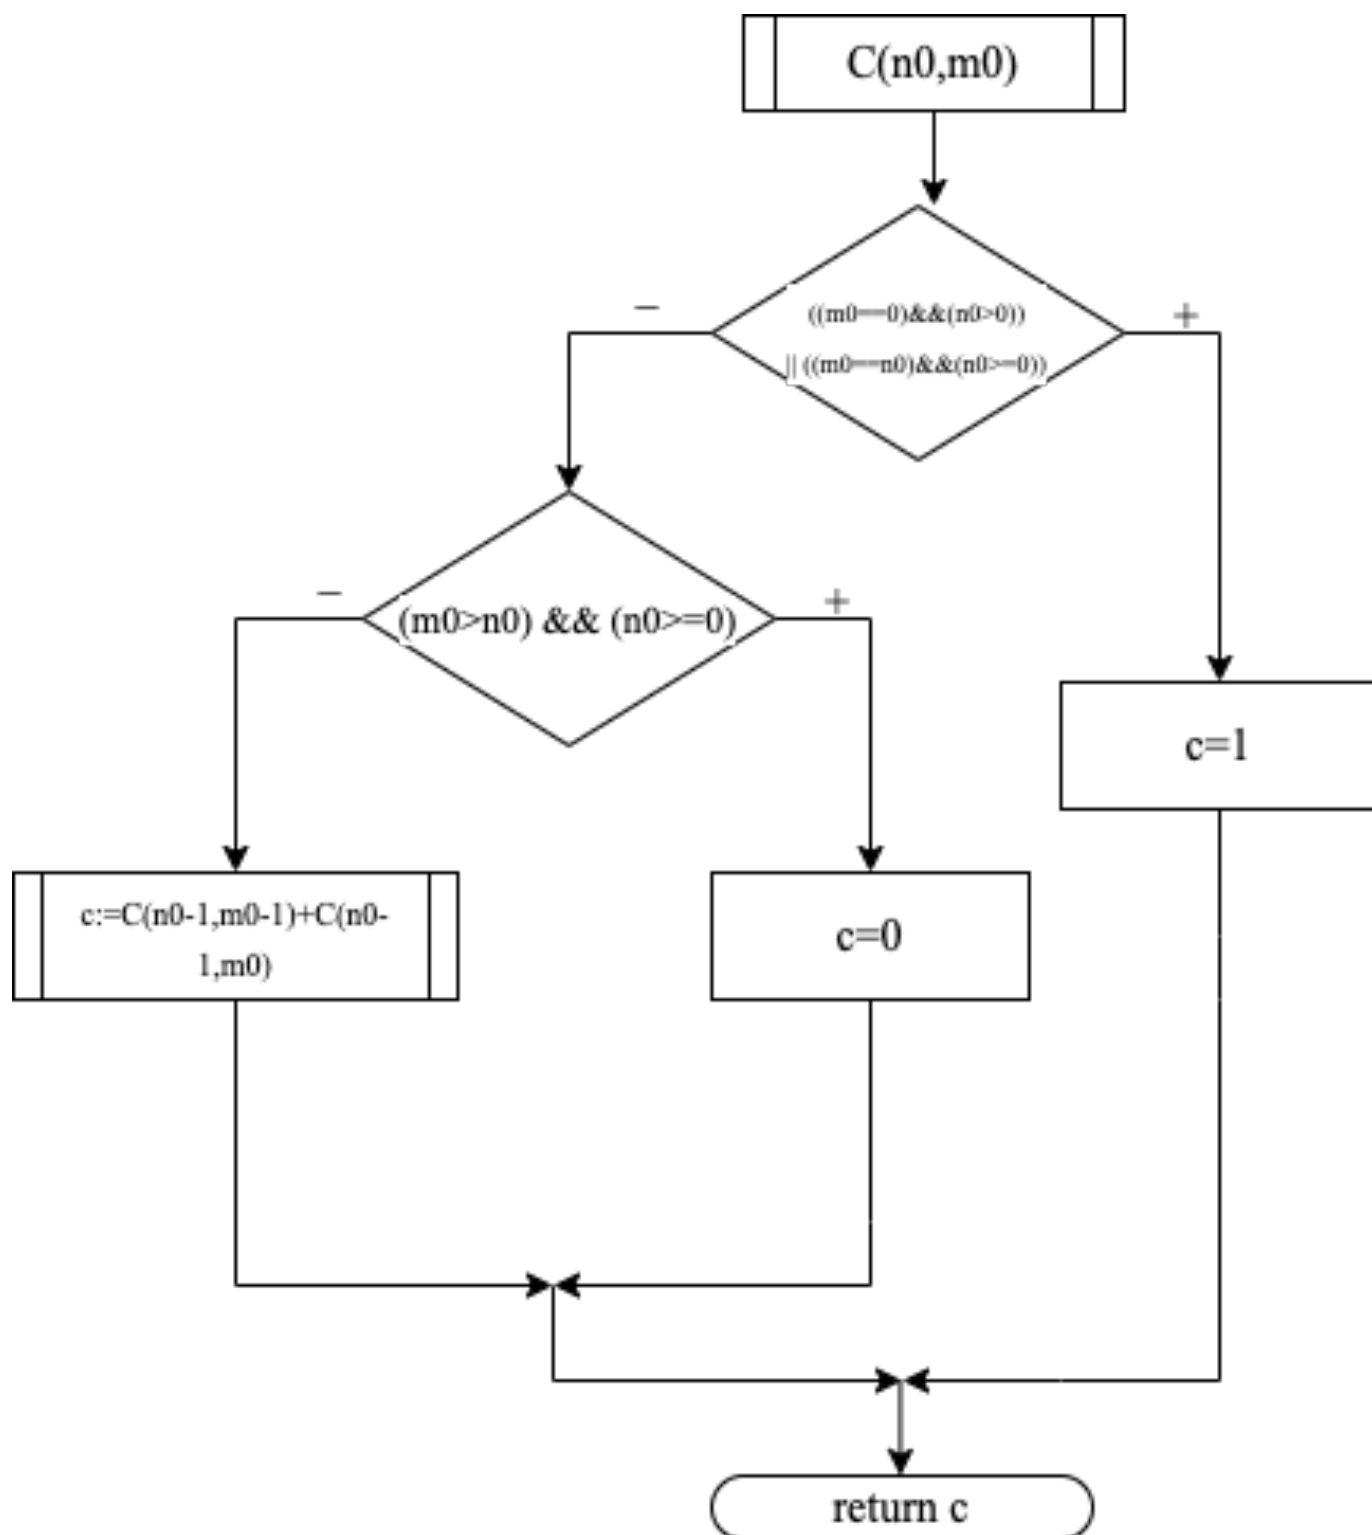 C(n0,m0)
((m0==0)&&(n0>0))
|| ((m0==n0)&&(n0>=0))
−
+
(m0>n0) && (n0>=0)
−
+
c=1
c:=C(n0-1,m0-1)+C(n0-
1,m0)
c=0
return c